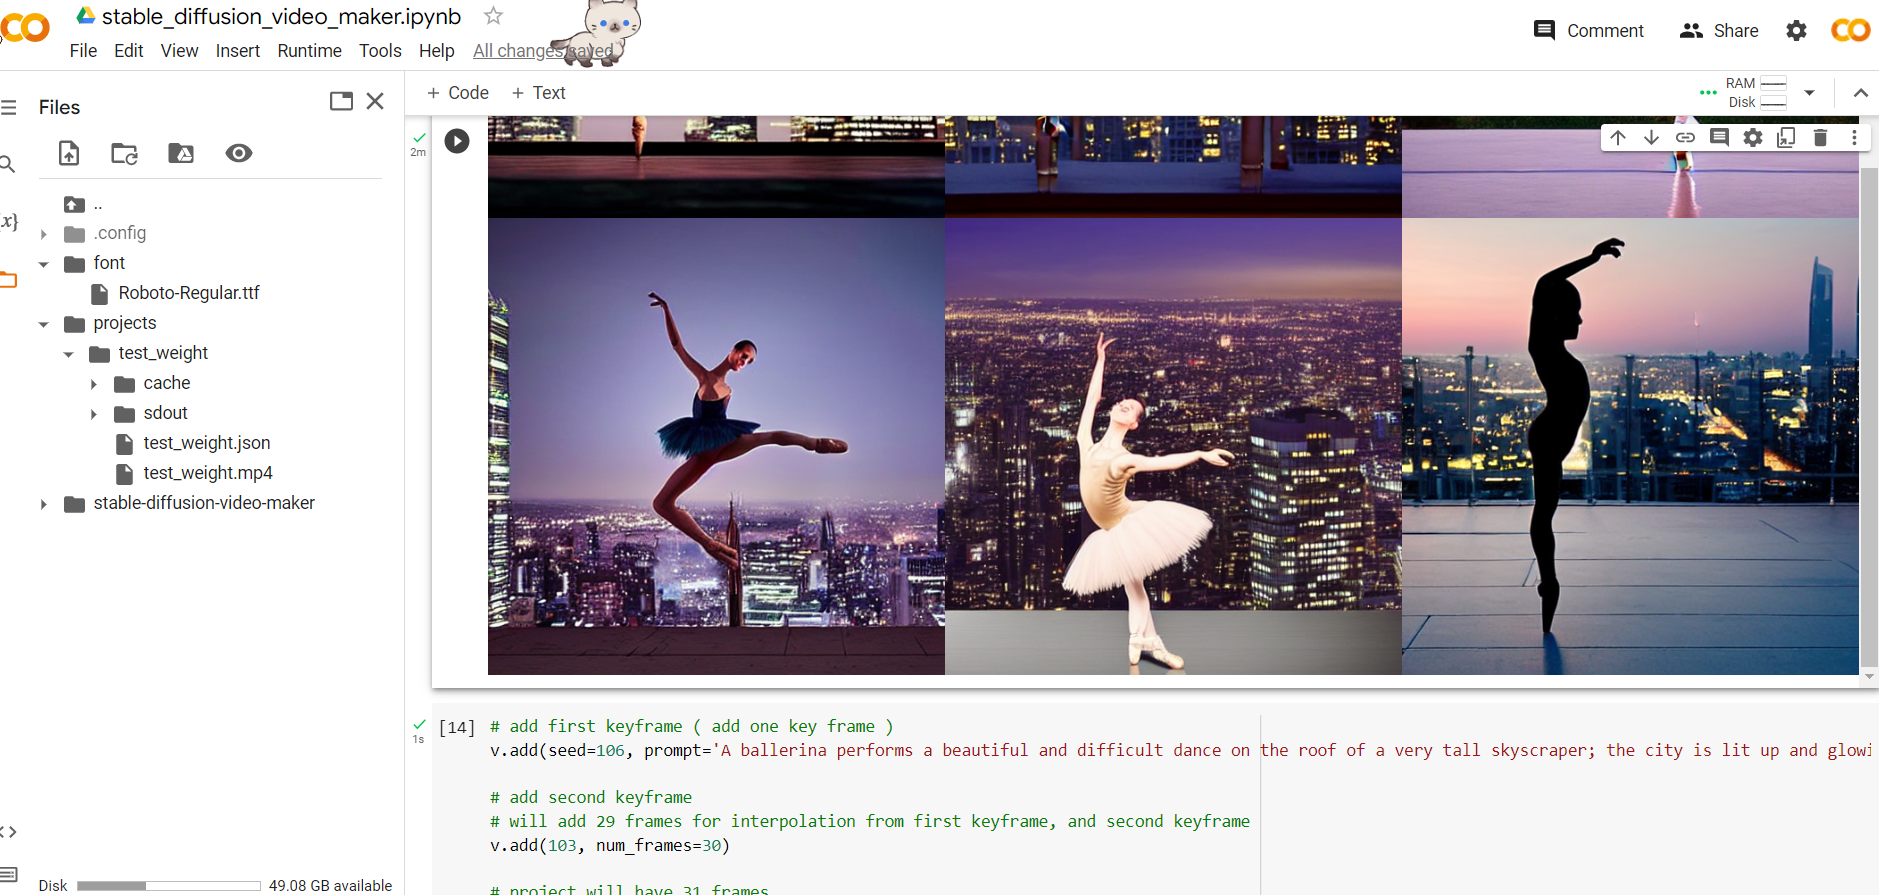 stable_diffusion_video_maker.ipynb
File Edit View Insert Runtime Tools Help All changes saved
Comment Share
Files
+ Code + Text
RAM
Disk
{x}
..
.config
font
Roboto-Regular.ttf
projects
test_weight
cache
sdout
test_weight.json
test_weight.mp4
stable-diffusion-video-maker
Disk 49.08 GB available
2m
1s
[14] # add first keyframe ( add one key frame )
v.add(seed=106, prompt='A ballerina performs a beautiful and difficult dance on the roof of a very tall skyscraper; the city is lit up and glowi
# add second keyframe
# will add 29 frames for interpolation from first keyframe, and second keyframe
v.add(103, num_frames=30)
# project will have 31 frames